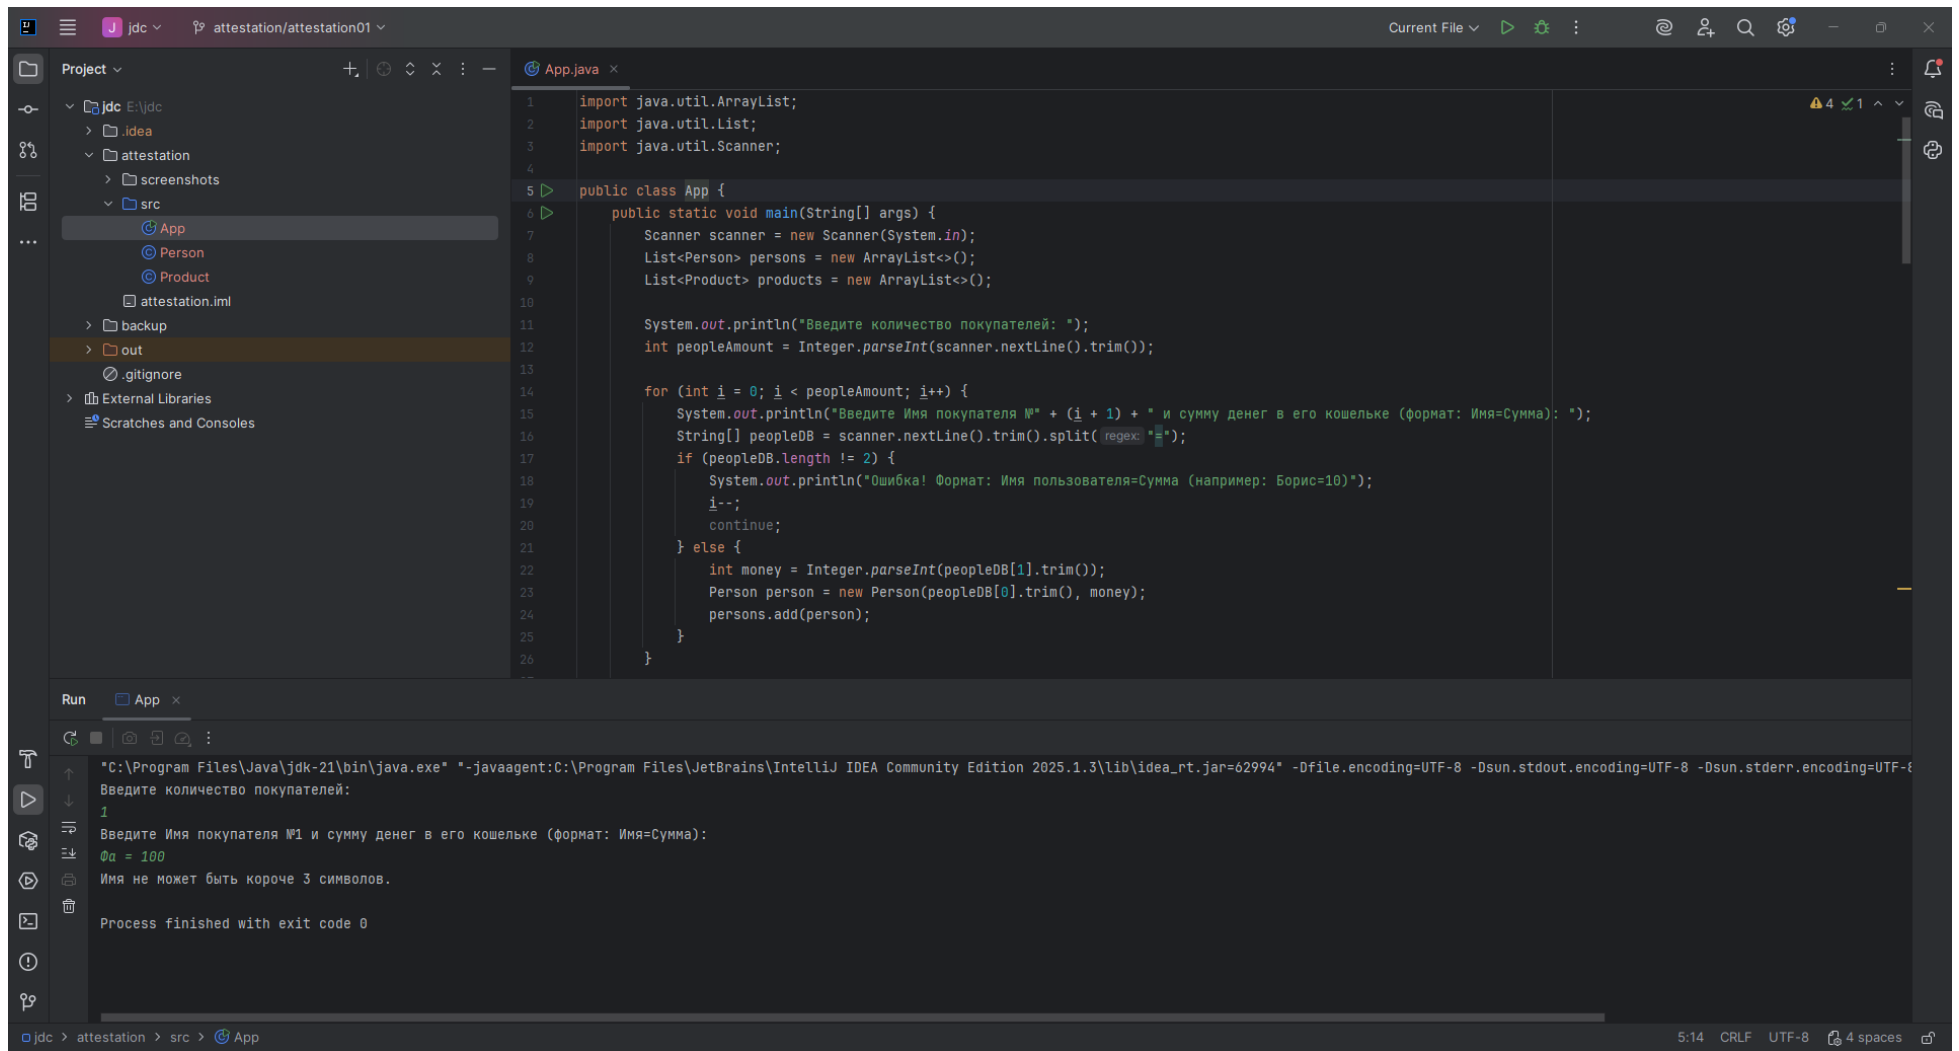 J jdc attestation/attestation01 Current File
Project
App.java
jdc E:\jdc
.idea
attestation
screenshots
src
App
Person
Product
attestation.iml
backup
out
.gitignore
External Libraries
Scratches and Consoles
4 1
1 import java.util.ArrayList;
2 import java.util.List;
3 import java.util.Scanner;
4
5 public class App {
6 public static void main(String[] args) {
7 Scanner scanner = new Scanner(System.in);
8 List<Person> persons = new ArrayList<>();
9 List<Product> products = new ArrayList<>();
10
11 System.out.println("Введите количество покупателей: ");
12 int peopleAmount = Integer.parseInt(scanner.nextLine().trim());
13
14 for (int i = 0; i < peopleAmount; i++) {
15 System.out.println("Введите Имя покупателя №" + (i + 1) + " и сумму денег в его кошельке (формат: Имя=Сумма): ");
16 String[] peopleDB = scanner.nextLine().trim().split( regex: "=");
17 if (peopleDB.length != 2) {
18 System.out.println("Ошибка! Формат: Имя пользователя=Сумма (например: Борис=10)");
19 i--;
20 continue;
21 } else {
22 int money = Integer.parseInt(peopleDB[1].trim());
23 Person person = new Person(peopleDB[0].trim(), money);
24 persons.add(person);
25 }
26 }
Run App
"C:\Program Files\Java\jdk-21\bin\java.exe" "-javaagent:C:\Program Files\JetBrains\IntelliJ IDEA Community Edition 2025.1.3\lib\idea_rt.jar=62994" -Dfile.encoding=UTF-8 -Dsun.stdout.encoding=UTF-8 -Dsun.stderr.encoding=UTF-8
Введите количество покупателей:
1
Введите Имя покупателя №1 и сумму денег в его кошельке (формат: Имя=Сумма):
Фа = 100
Имя не может быть короче 3 символов.
Process finished with exit code 0
jdc > attestation > src > App 5:14 CRLF UTF-8 4 spaces